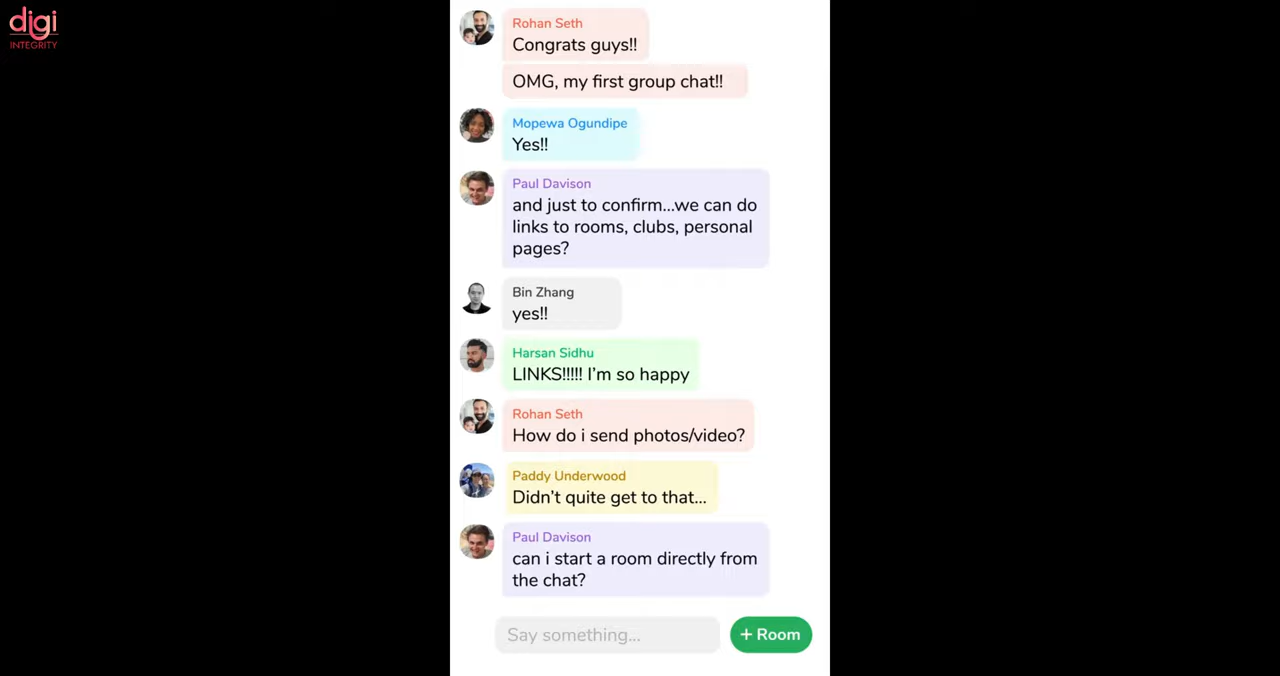 digi
INTEGRITY
Rohan Seth
Congrats guys!!
OMG, my first group chat!!
Mopewa Ogundipe
Yes!!
Paul Davison
and just to confirm...we can do
links to rooms, clubs, personal
pages?
Bin Zhang
yes!!
Harsan Sidhu
LINKS!!!!! I’m so happy
Rohan Seth
How do i send photos/video?
Paddy Underwood
Didn’t quite get to that...
Paul Davison
can i start a room directly from
the chat?
Say something...
+ Room